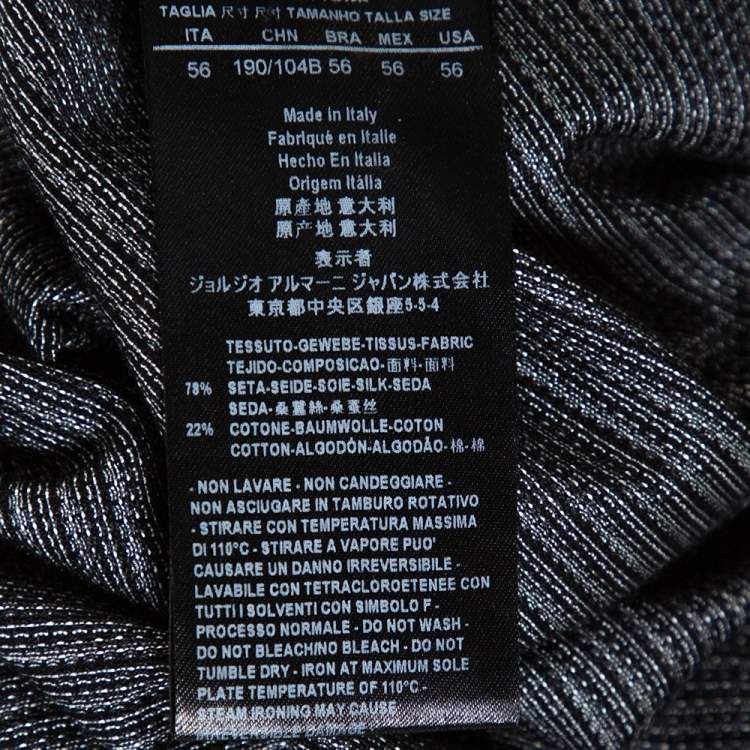 TAGLIA 尺寸 尺寸 TAMANHO TALLA SIZE
ITA CHN BRA MEX USA
56 190/104B 56 56 56
Made in Italy
Fabriqué en Italie
Hecho En Italia
Origem Itália
原產地 意大利
原产地 意大利
表示者
ジョルジオ アルマーニ ジャパン株式会社
東京都中央区銀座5-5-4
TESSUTO-GEWEBE-TISSUS-FABRIC
TEJIDO-COMPOSICAO-面料-面料
78% SETA-SEIDE-SOIE-SILK-SEDA
SEDA-桑蠶絲-桑蚕丝
22% COTONE-BAUMWOLLE-COTON
COTTON-ALGODÓN-ALGODÃO-棉-棉
- NON LAVARE - NON CANDEGGIARE -
NON ASCIUGARE IN TAMBURO ROTATIVO
- STIRARE CON TEMPERATURA MASSIMA
DI 110°C - STIRARE A VAPORE PUO'
CAUSARE UN DANNO IRREVERSIBILE -
LAVABILE CON TETRACLOROETENEE CON
TUTTI I SOLVENTI CON SIMBOLO F -
PROCESSO NORMALE - DO NOT WASH -
DO NOT BLEACHINO BLEACH - DO NOT
TUMBLE DRY - IRON AT MAXIMUM SOLE
PLATE TEMPERATURE OF 110°C -
STEAM IRONING MAY CAUSE
IRREVERSIBLE DAMAGE